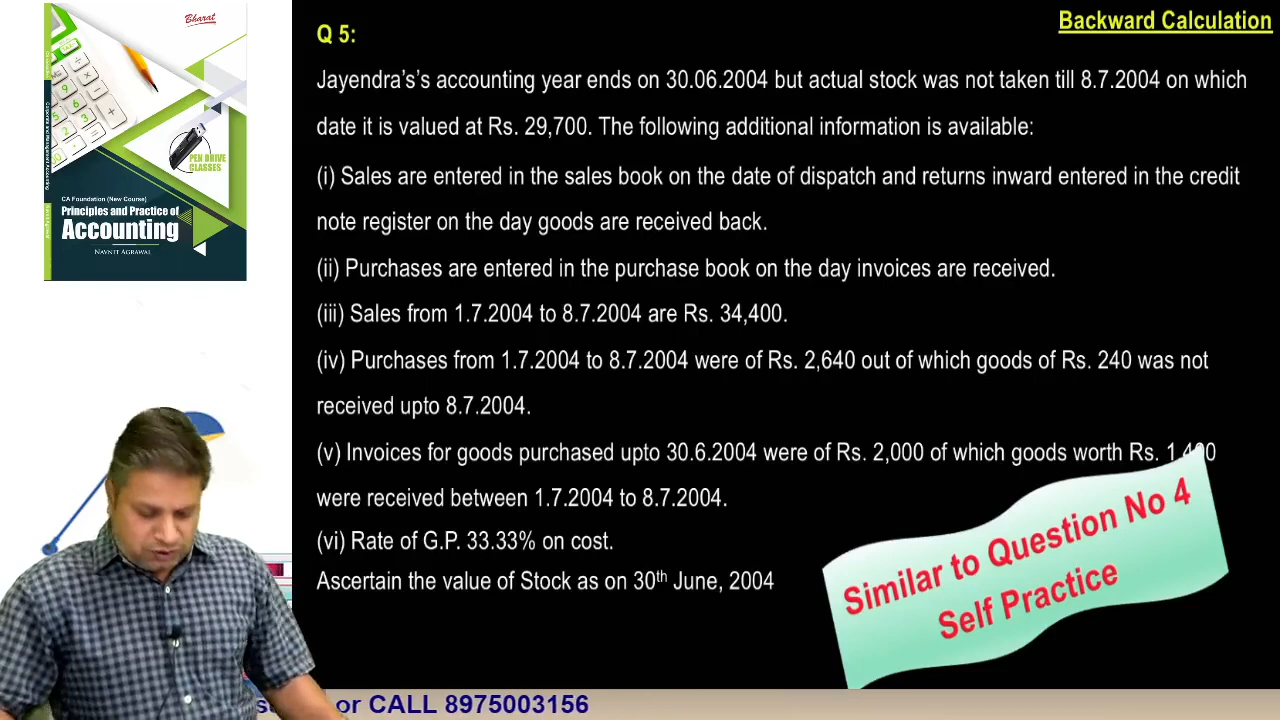 Bharat
PEN DRIVE
CLASSES
CA Foundation (New Course)
Principles and Practice of
Accounting
NAVNIT AGRAWAL
Backward Calculation
Q 5:
Jayendra's's accounting year ends on 30.06.2004 but actual stock was not taken till 8.7.2004 on which
date it is valued at Rs. 29,700. The following additional information is available:
(i) Sales are entered in the sales book on the date of dispatch and returns inward entered in the credit
note register on the day goods are received back.
(ii) Purchases are entered in the purchase book on the day invoices are received.
(iii) Sales from 1.7.2004 to 8.7.2004 are Rs. 34,400.
(iv) Purchases from 1.7.2004 to 8.7.2004 were of Rs. 2,640 out of which goods of Rs. 240 was not
received upto 8.7.2004.
(v) Invoices for goods purchased upto 30.6.2004 were of Rs. 2,000 of which goods worth Rs.
were received between 1.7.2004 to 8.7.2004.
(vi) Rate of G.P. 33.33% on cost.
Ascertain the value of Stock as on 30th June, 2004
Similar to Question No 4
Self Practice
or CALL 8975003156